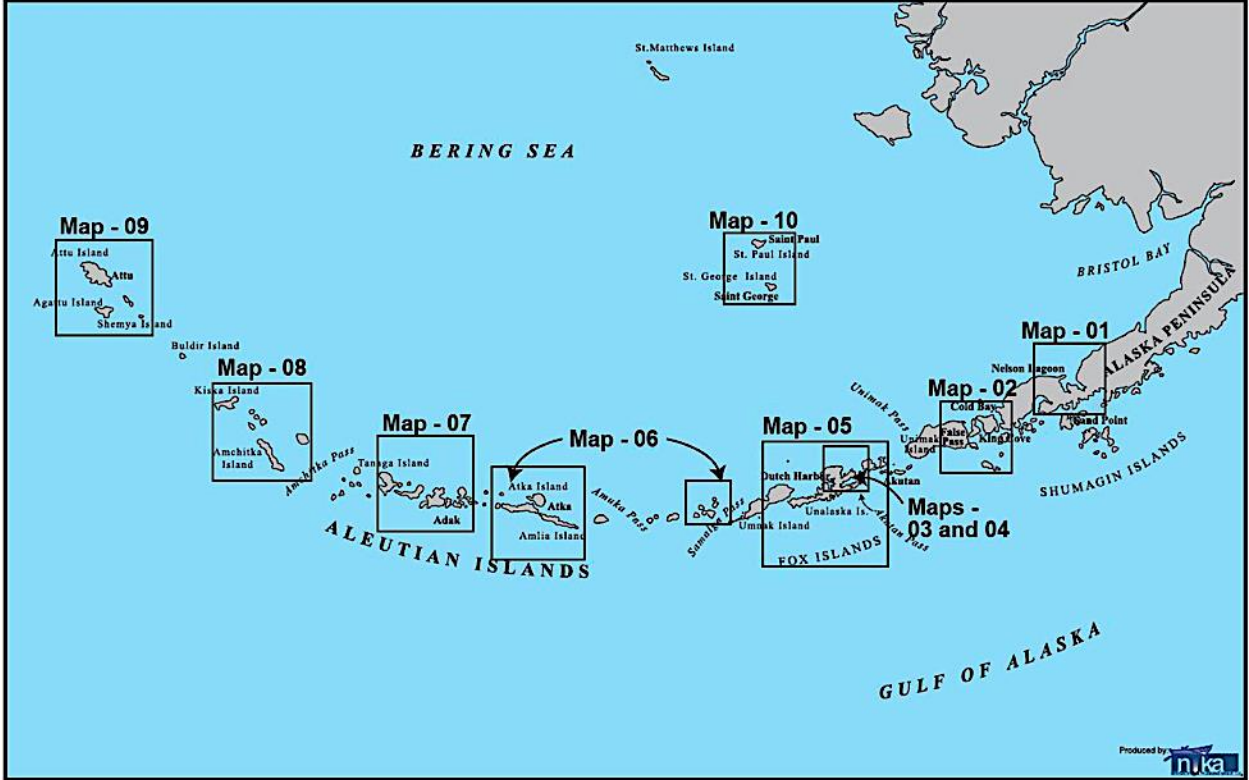 St.Matthews Island
BERING SEA
Map - 09
Attu Island
Attu
Agattu Island
Shemya Island
Buldir Island
Map - 10
Saint Paul
St. Paul Island
St. George Island
Saint George
BRISTOL BAY
ALASKA PENINSULA
Map - 01
Nelson Lagoon
Sand Point
SHUMAGIN ISLANDS
Map - 02
Cold Bay
False
Pass
King Cove
Unimak Pass
Unimak
Island
Map - 08
Kiska Island
Amchitka
Island
Amchitka Pass
Map - 07
Tanaga Island
Adak
Map - 06
Atka Island
Atka
Amlia Island
Amuka Pass
Samalga Pass
ALEUTIAN ISLANDS
Map - 05
Dutch Harbor
Akutan
Unalaska Is.
Umnak Island
Akutan Pass
FOX ISLANDS
Maps -
03 and 04
GULF OF ALASKA
Produced by:
nika